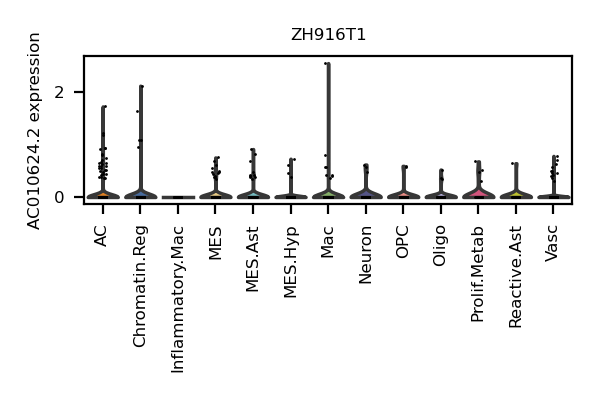 ZH916T1
AC010624.2 expression
2
0
AC
Chromatin.Reg
Inflammatory.Mac
MES
MES.Ast
MES.Hyp
Mac
Neuron
OPC
Oligo
Prolif.Metab
Reactive.Ast
Vasc